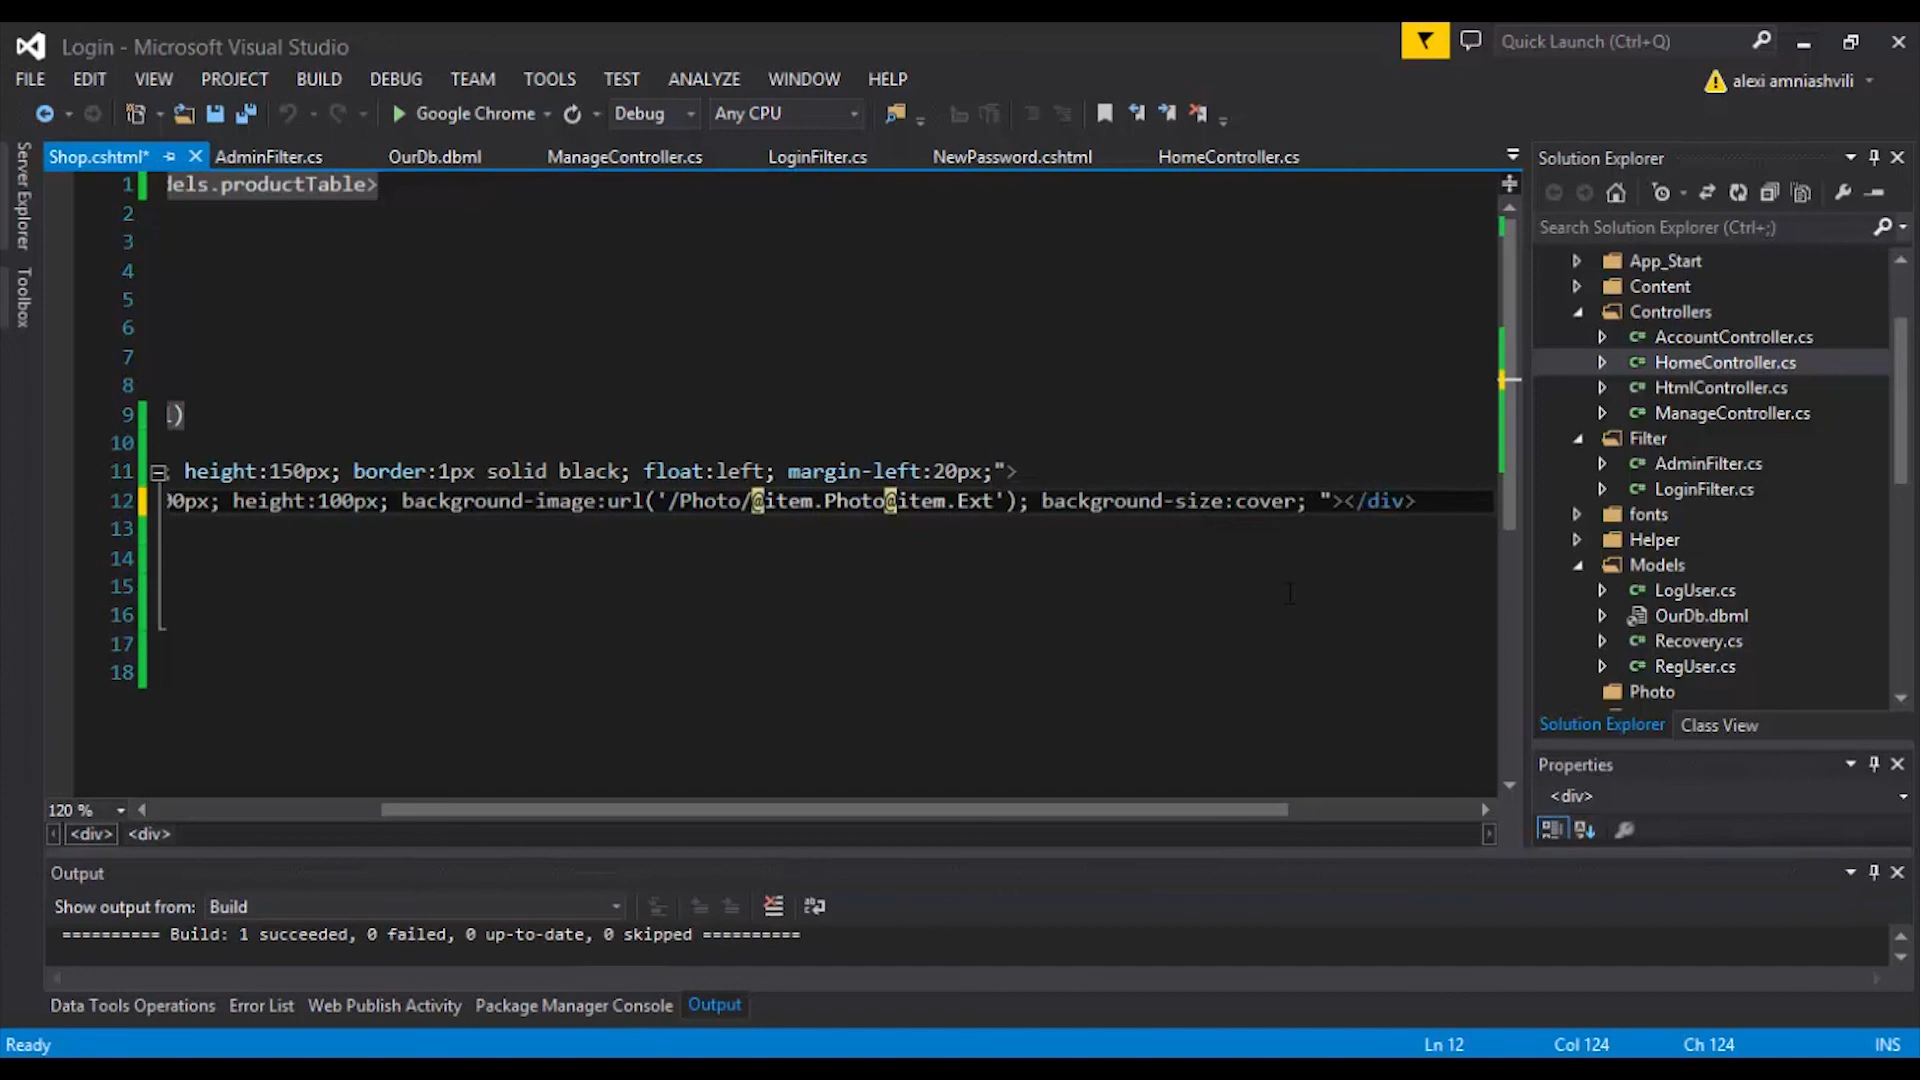 Login - Microsoft Visual Studio
Quick Launch (Ctrl+Q)
FILE EDIT VIEW PROJECT BUILD DEBUG TEAM TOOLS TEST ANALYZE WINDOW HELP
alexi amniashvili
Google Chrome
Debug
Any CPU
Server Explorer
Toolbox
Shop.cshtml*
AdminFilter.cs
OurDb.dbml
ManageController.cs
LoginFilter.cs
NewPassword.cshtml
HomeController.cs
1 dels.productTable>
2
3
4
5
6
7
8
9 )
10
11 ; height:150px; border:1px solid black; float:left; margin-left:20px;">
12 00px; height:100px; background-image:url('/Photo/@item.Photo@item.Ext'); background-size:cover; "></div>
13
14
15
16
17
18
120 %
<div> <div>
Solution Explorer
Search Solution Explorer (Ctrl+;)
App_Start
Content
Controllers
C# AccountController.cs
C# HomeController.cs
C# HtmlController.cs
C# ManageController.cs
Filter
C# AdminFilter.cs
C# LoginFilter.cs
fonts
Helper
Models
C# LogUser.cs
OurDb.dbml
C# Recovery.cs
C# RegUser.cs
Photo
Solution Explorer Class View
Properties
<div>
Output
Show output from: Build
========== Build: 1 succeeded, 0 failed, 0 up-to-date, 0 skipped ==========
Data Tools Operations Error List Web Publish Activity Package Manager Console Output
Ready
Ln 12
Col 124
Ch 124
INS